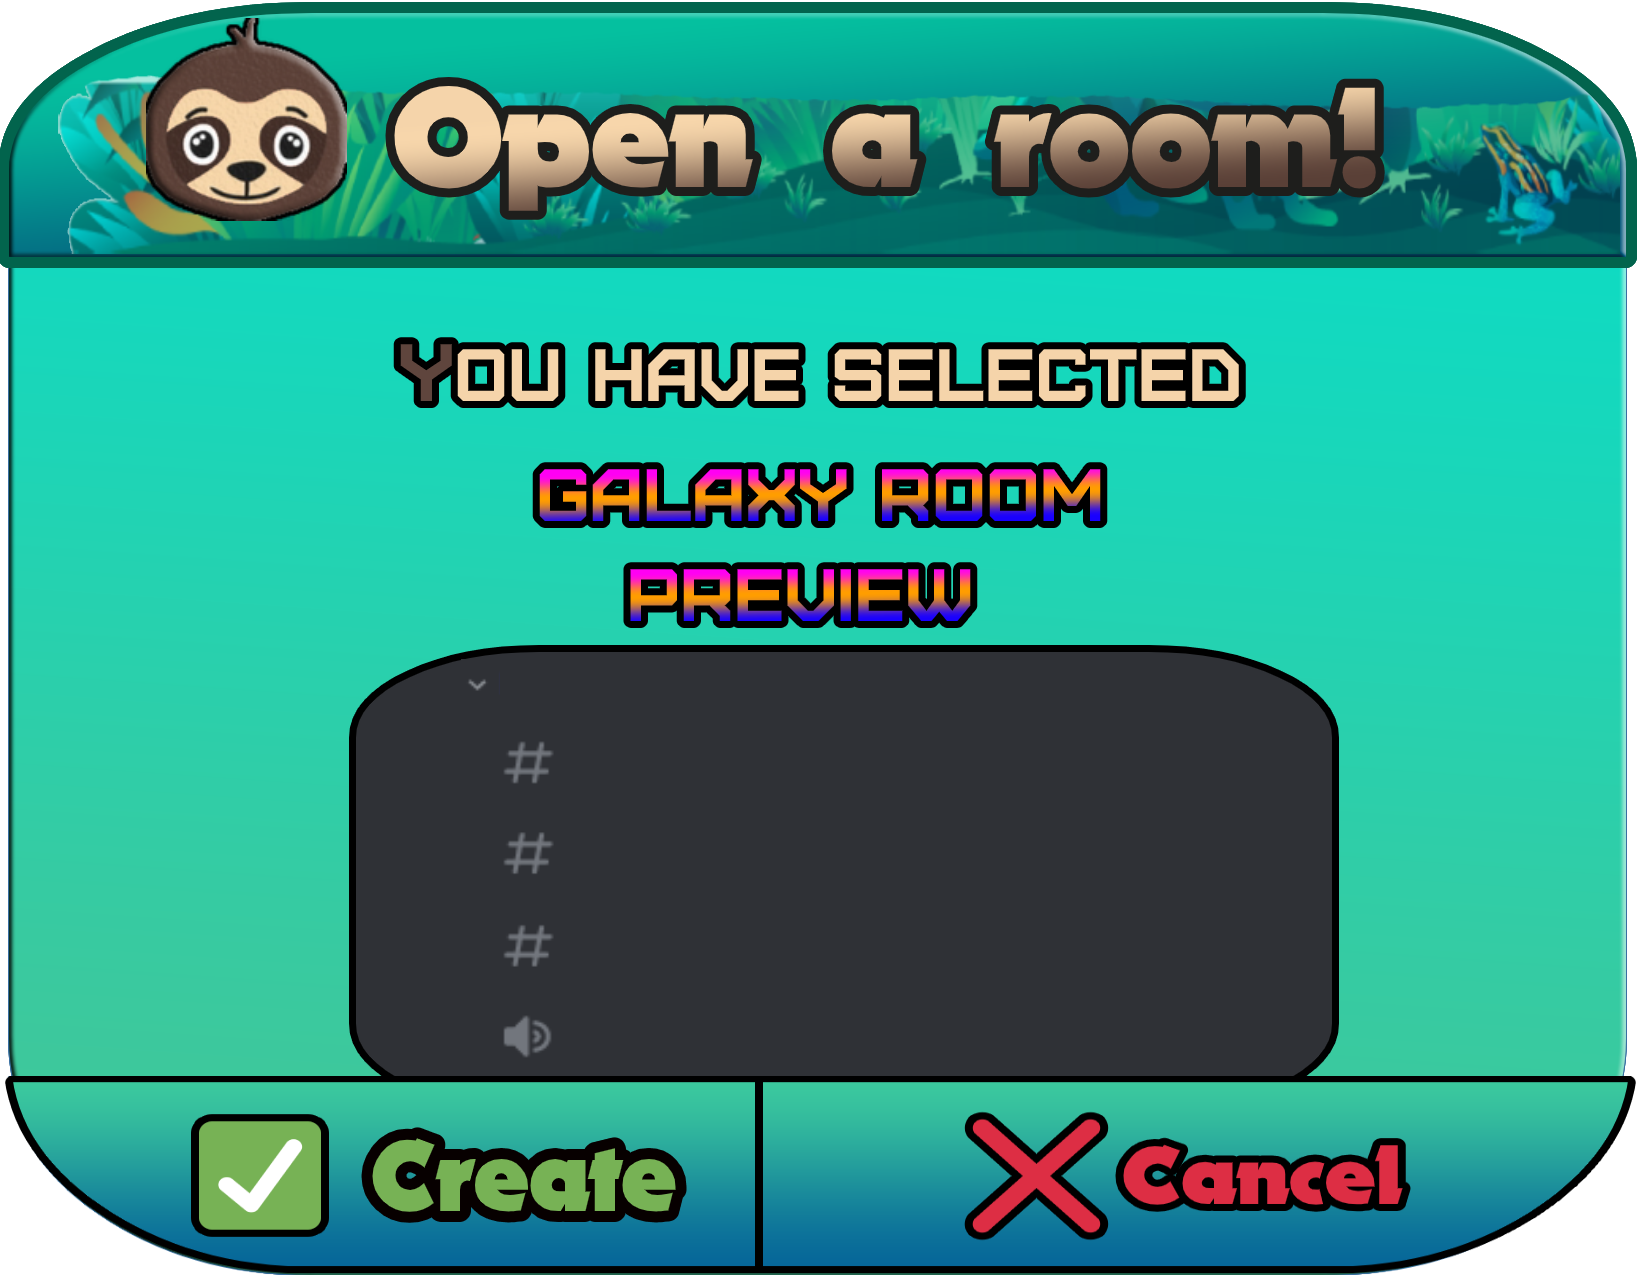 Open a room!
YOU HAVE SELECTED
GALAXY ROOM
PREVIEW
#
#
#
Create
Cancel